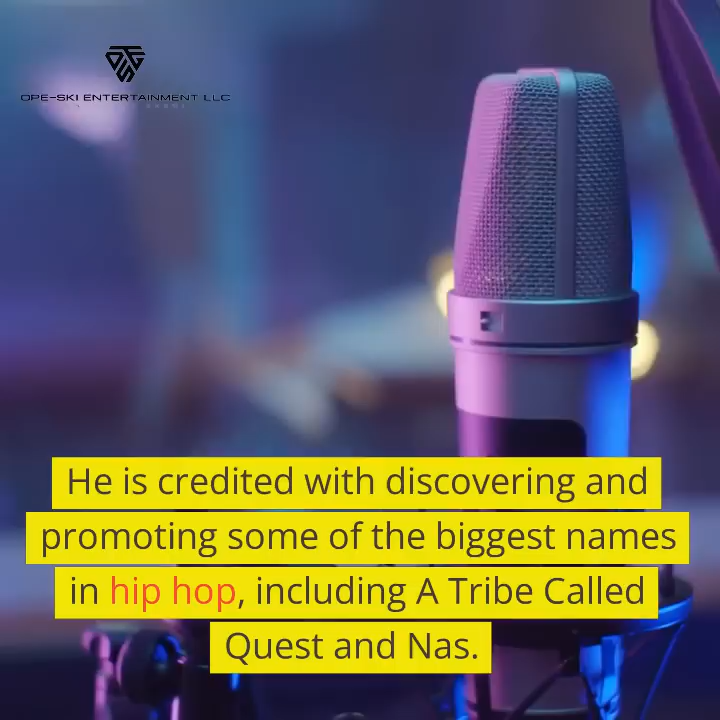 OPE-SKI ENTERTAINMENT LLC
He is credited with discovering and
promoting some of the biggest names
in hip hop, including A Tribe Called
Quest and Nas.